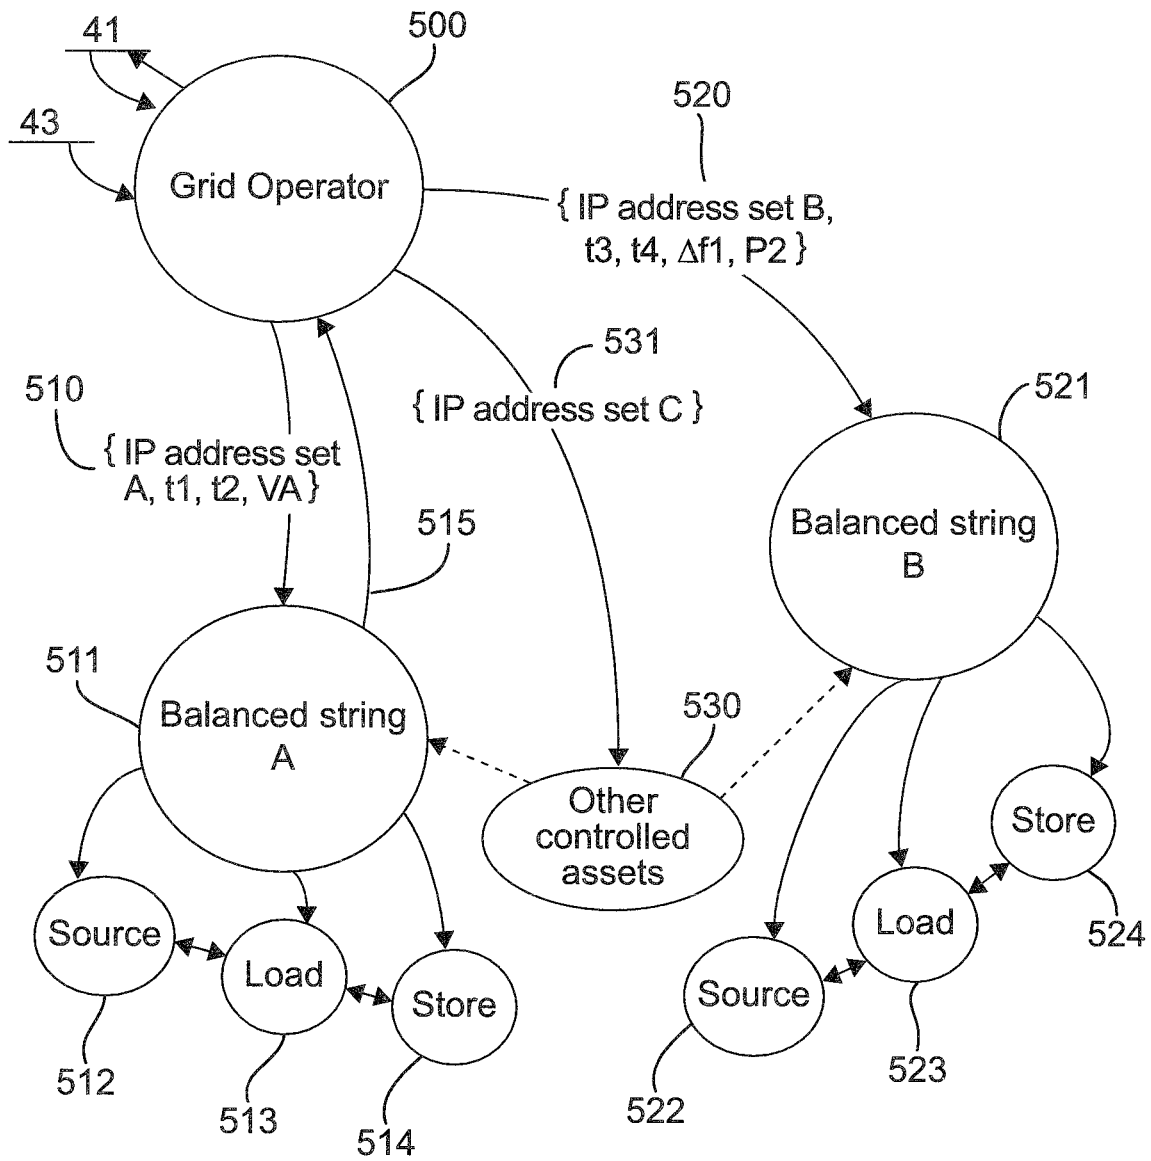 41
500
43
520
Grid Operator
{ IP address set B,
t3, t4, Δf1, P2 }
531
510
{ IP address set C }
521
{ IP address set
A, t1, t2, VA }
515
Balanced string
B
511
530
Balanced string
A
Other
controlled
assets
Store
Source
Load
Load
524
Store
Source
512
513
514
523
522